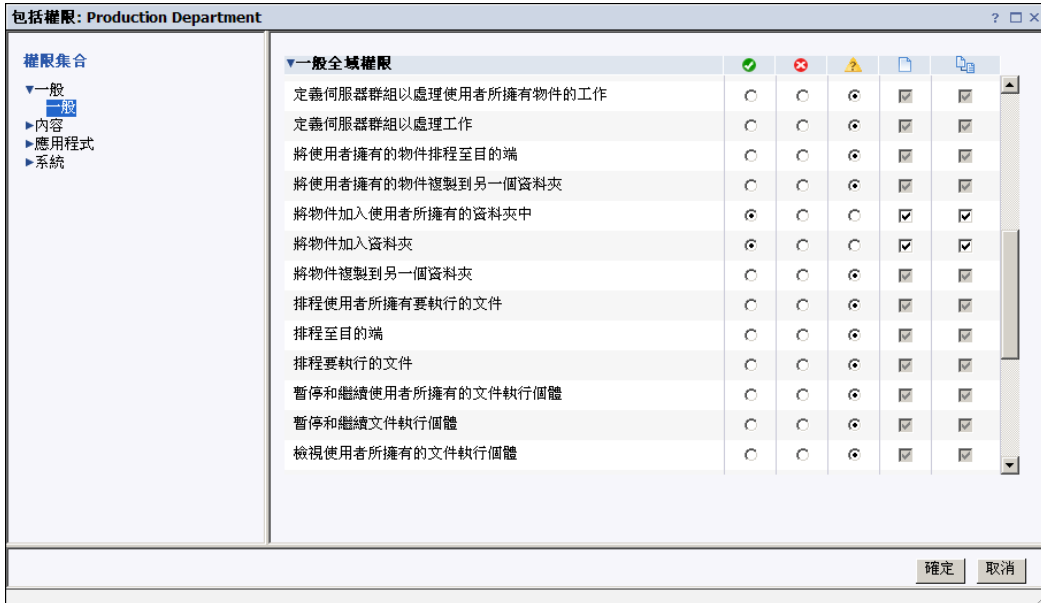 包括權限: Production Department
權限集合
▼一般
一般
►內容
►應用程式
►系統
▼一般全域權限
定義伺服器群組以處理使用者所擁有物件的工作
定義伺服器群組以處理工作
將使用者擁有的物件排程至目的端
將使用者擁有的物件複製到另一個資料夾
將物件加入使用者所擁有的資料夾中
將物件加入資料夾
將物件複製到另一個資料夾
排程使用者所擁有要執行的文件
排程至目的端
排程要執行的文件
暫停和繼續使用者所擁有的文件執行個體
暫停和繼續文件執行個體
檢視使用者所擁有的文件執行個體
確定 取消